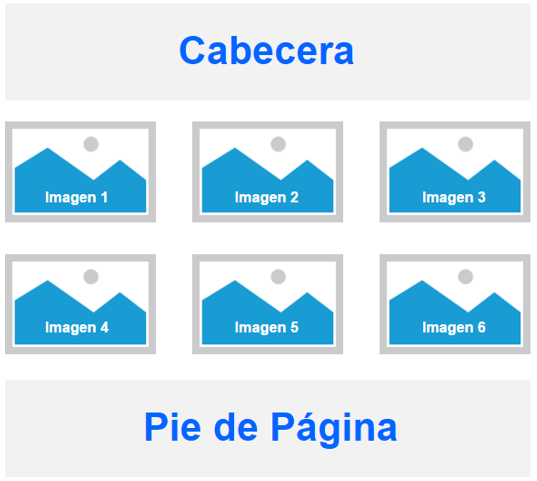 Cabecera
Imagen 1
Imagen 2
Imagen 3
Imagen 4
Imagen 5
Imagen 6
Pie de Página